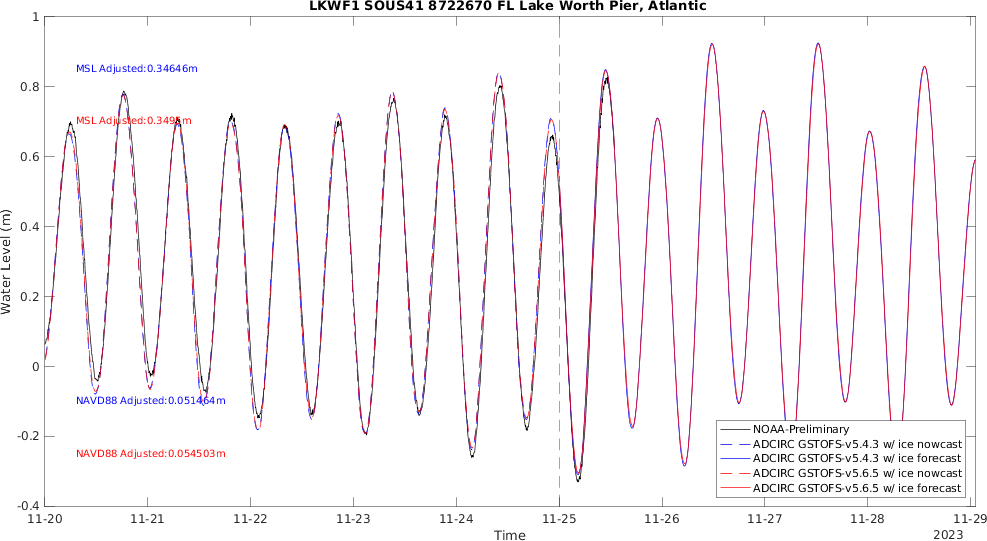 LKWF1 SOUS41 8722670 FL Lake Worth Pier, Atlantic
1
0.8
0.6
0.4
0.2
0
-0.2
-0.4
Water Level (m)
MSL Adjusted:0.34646m
MSL Adjusted:
NAVD88 Adjusted:0.051464m
NAVD88 Adjusted:0.054503m
NOAA-Preliminary
ADCIRC GSTOFS-v5.4.3 w/ ice nowcast
ADCIRC GSTOFS-v5.4.3 w/ ice forecast
ADCIRC GSTOFS-v5.6.5 w/ ice nowcast
ADCIRC GSTOFS-v5.6.5 w/ ice forecast
11-20 11-21 11-22 11-23 11-24 11-25 11-26 11-27 11-28 11-29
Time
2023